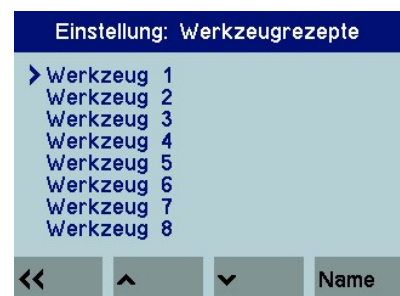 Einstellung: Werkzeugrezepte
Werkzeug 1
Werkzeug 2
Werkzeug 3
Werkzeug 4
Werkzeug 5
Werkzeug 6
Werkzeug 7
Werkzeug 8
Name